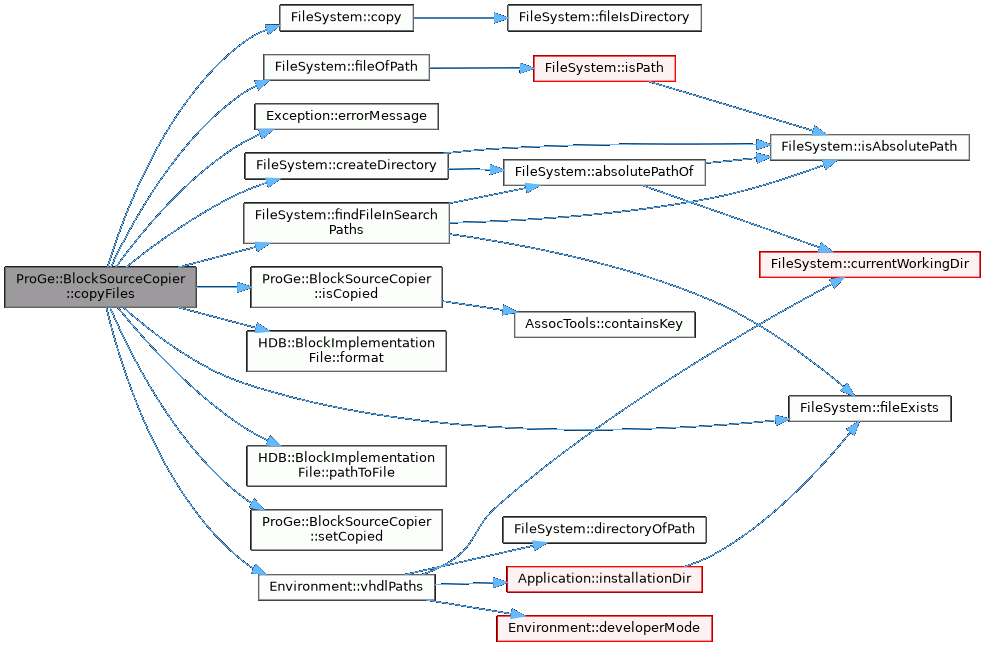 FileSystem::copy
FileSystem::fileIsDirectory
FileSystem::fileOfPath
FileSystem::isPath
Exception::errorMessage
FileSystem::isAbsolutePath
FileSystem::createDirectory
FileSystem::absolutePathOf
FileSystem::findFileInSearch
Paths
FileSystem::currentWorkingDir
ProGe::BlockSourceCopier
::copyFiles
ProGe::BlockSourceCopier
::isCopied
AssocTools::containsKey
HDB::BlockImplementation
File::format
FileSystem::fileExists
HDB::BlockImplementation
File::pathToFile
ProGe::BlockSourceCopier
::setCopied
FileSystem::directoryOfPath
Environment::vhdlPaths
Application::installationDir
Environment::developerMode